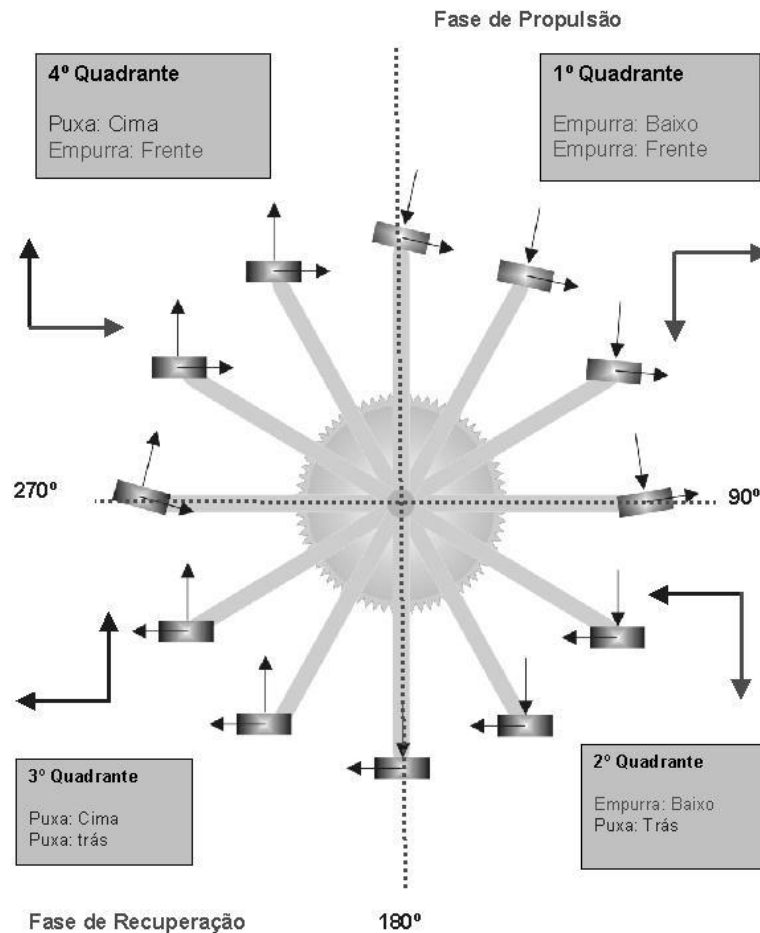 Fase de Propulsão
4º Quadrante
Puxa: Cima
Empurra: Frente
1º Quadrante
Empurra: Baixo
Empurra: Frente
270º
90º
3º Quadrante
Puxa: Cima
Puxa: trás
2º Quadrante
Empurra: Baixo
Puxa: Trás
Fase de Recuperação
180º